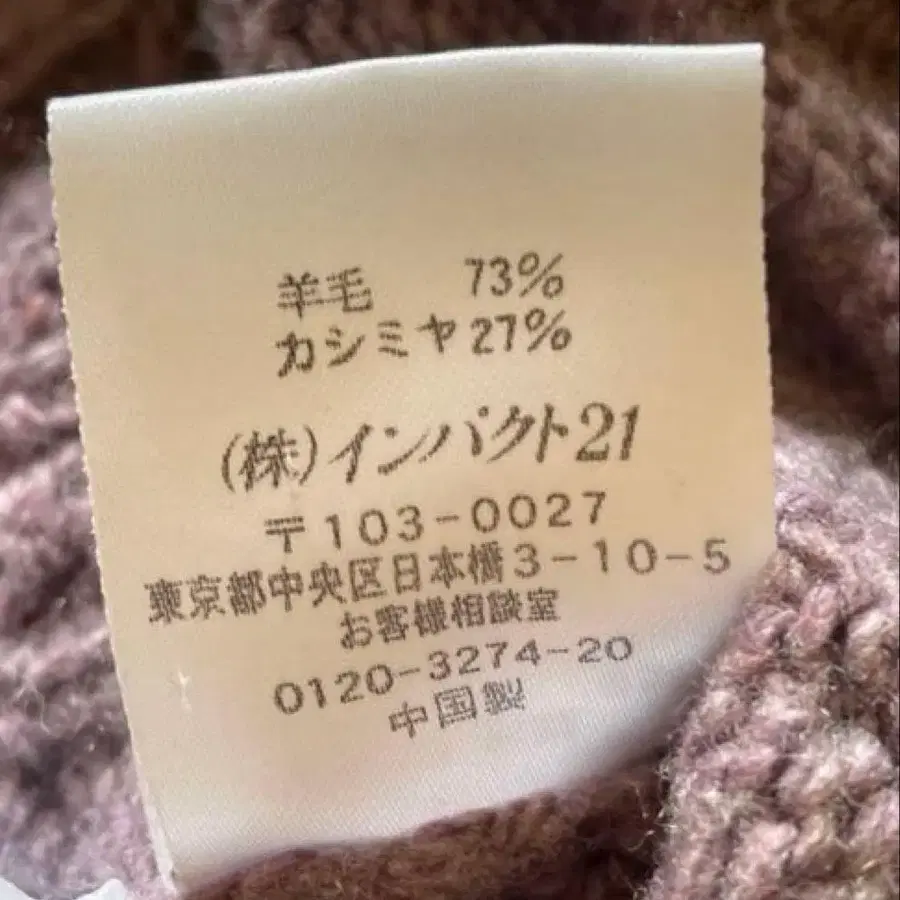 羊毛 73%
カシミヤ 27%
(株)インパクト21
〒103-0027
東京都中央区日本橋3-10-5
お客様相談室
0120-3274-20
中国製